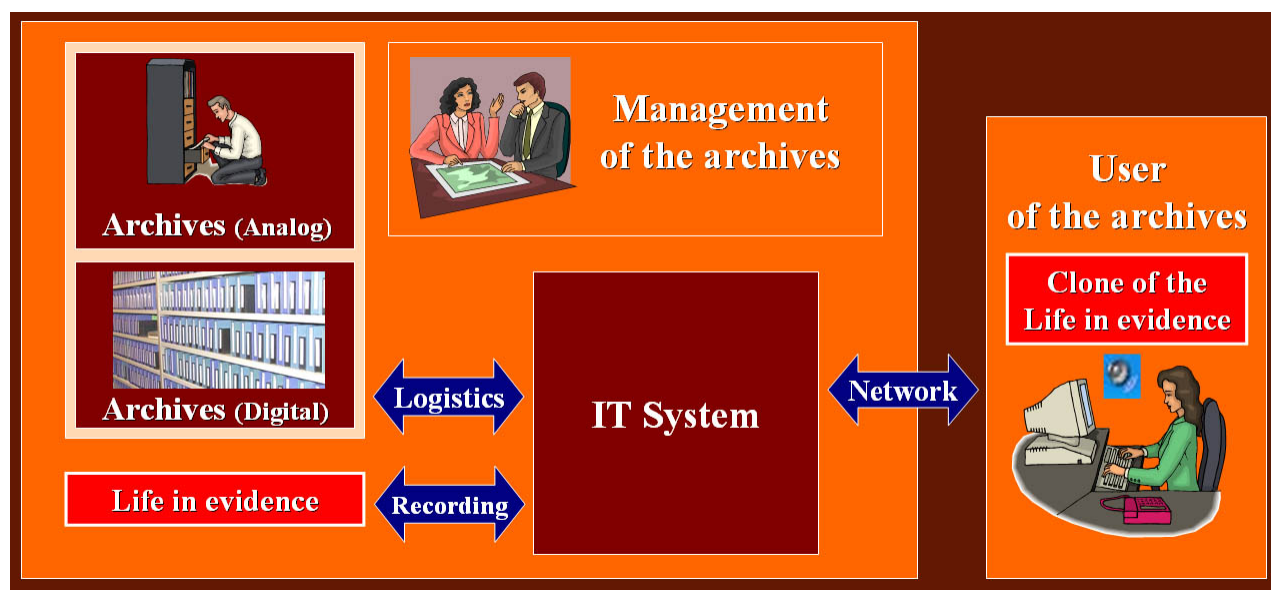 Archives (Analog)
Management
of the archives
Archives (Digital)
Life in evidence
Logistics
Recording
IT System
Network
User
of the archives
Clone of the
Life in evidence